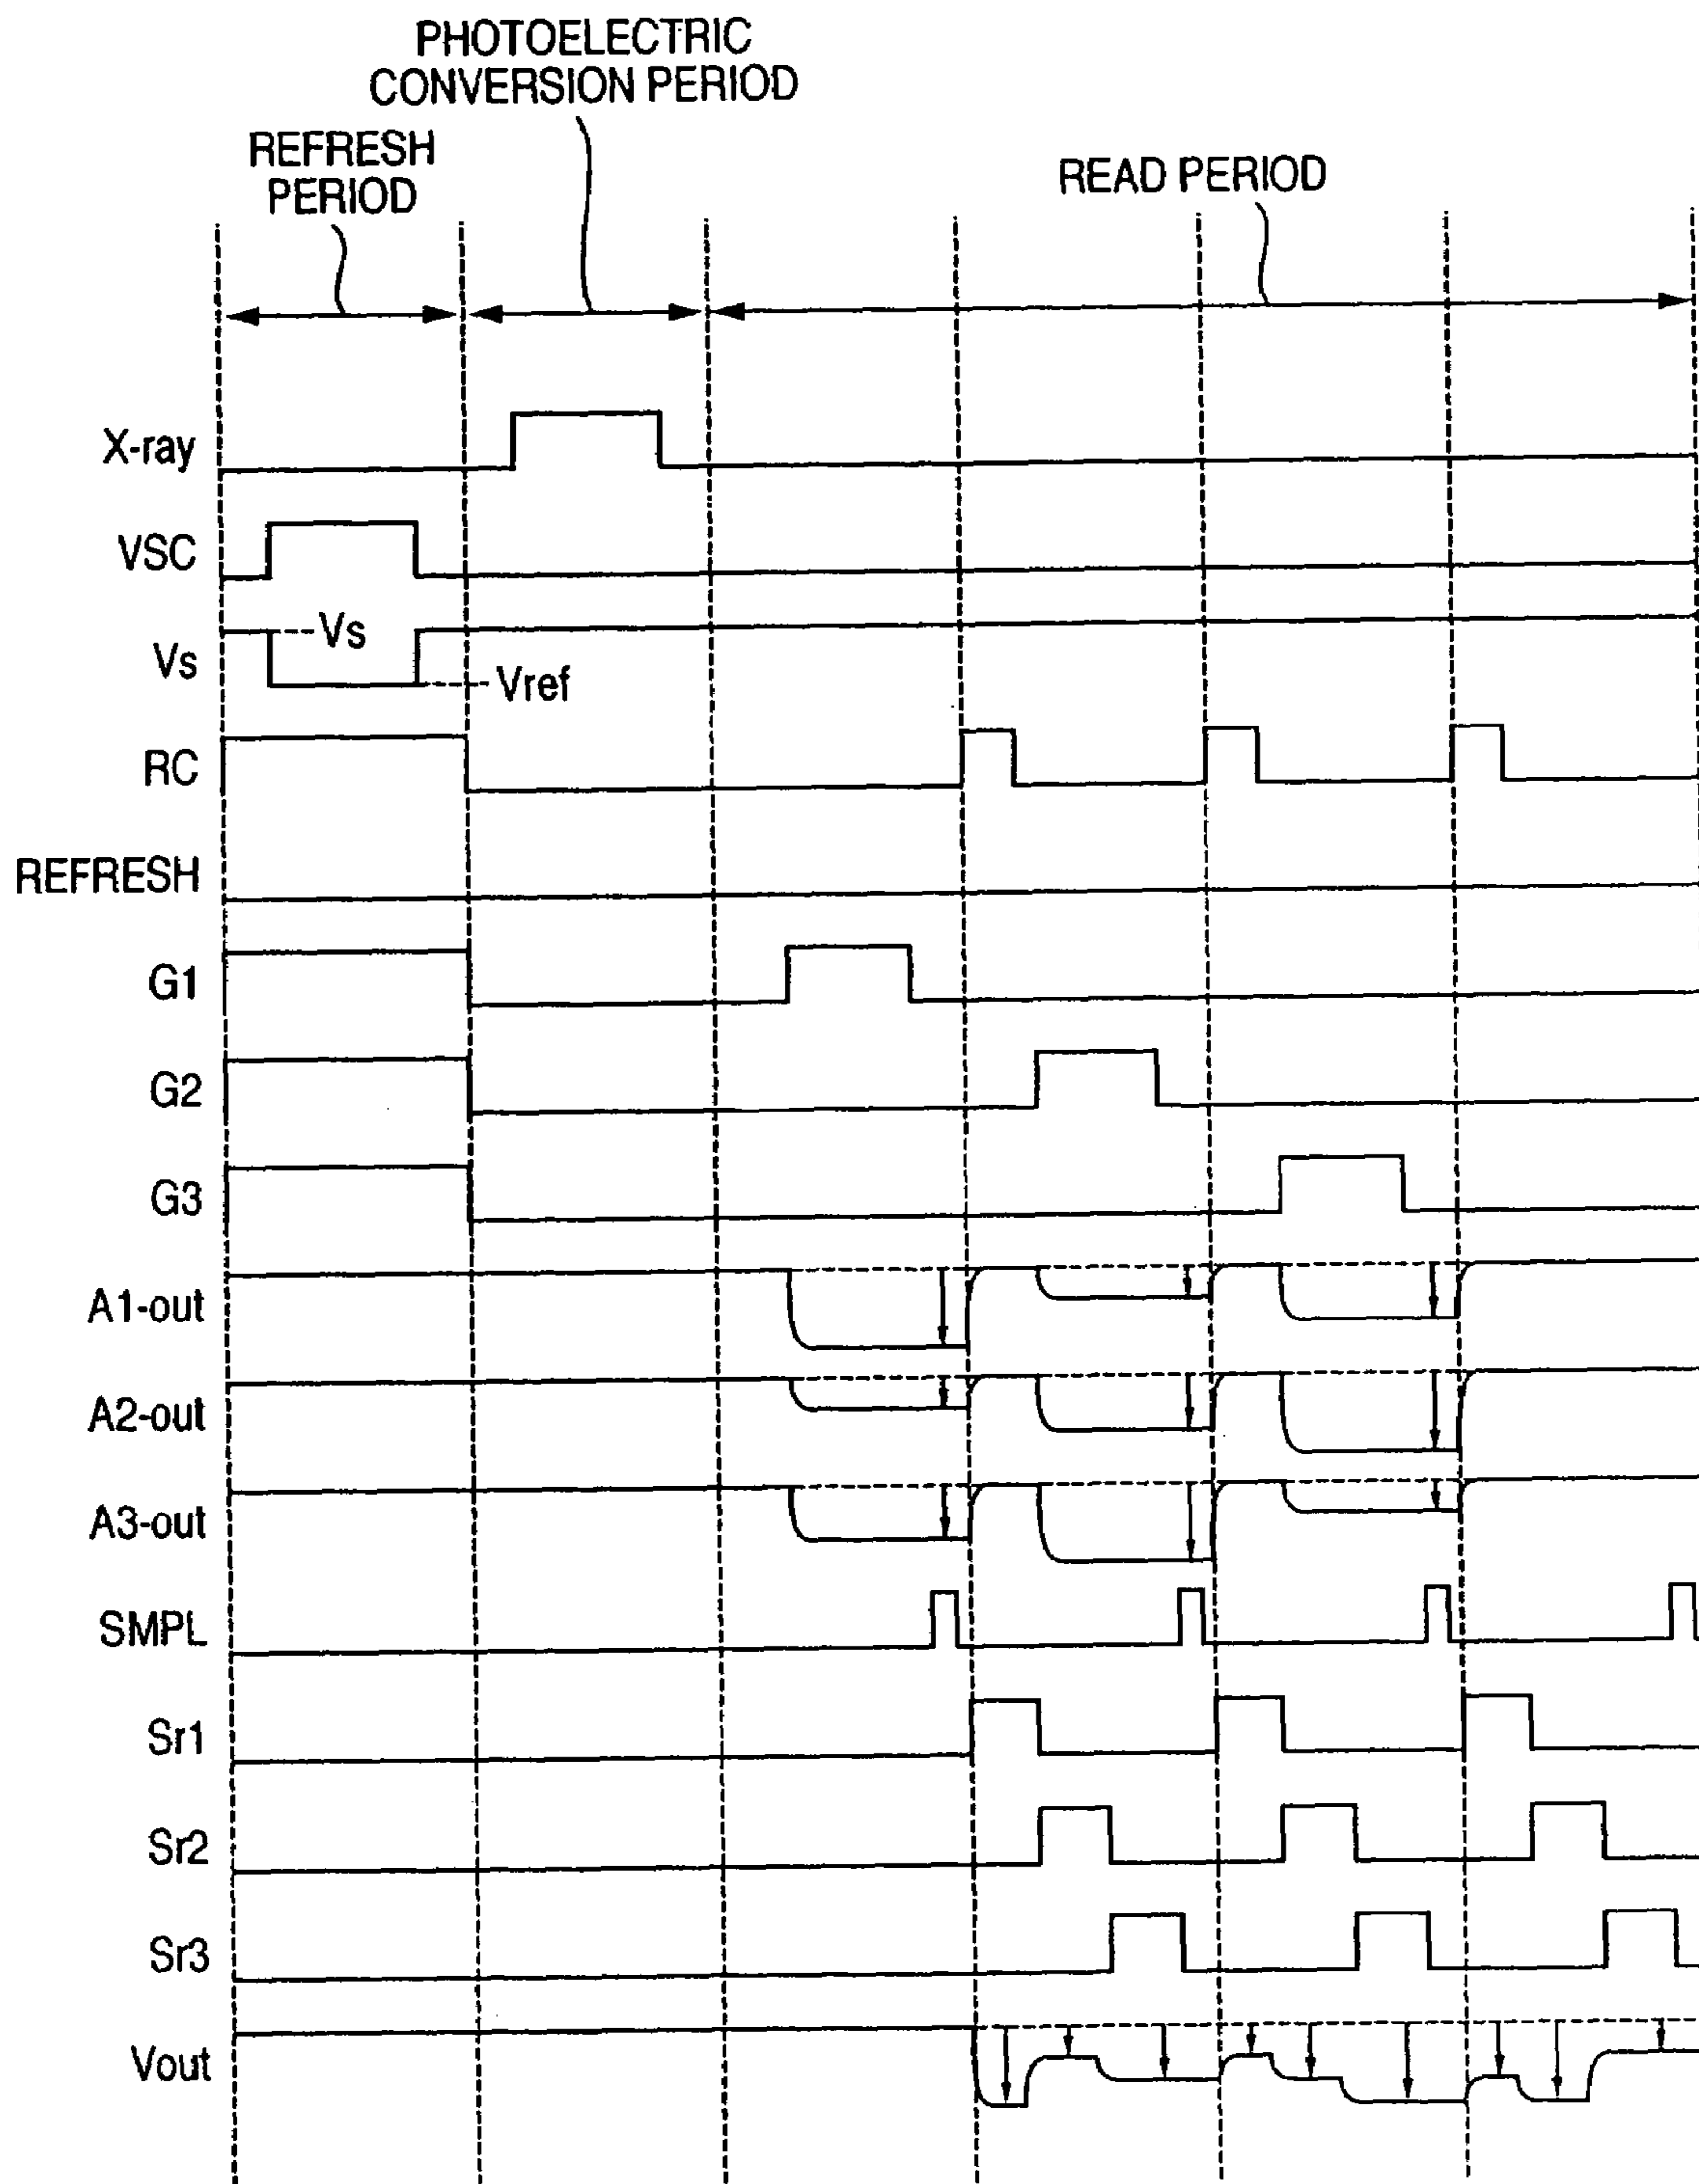 PHOTOELECTRIC
CONVERSION PERIOD
REFRESH
PERIOD
READ PERIOD
X-ray
VSC
Vs
Vs
Vref
RC
REFRESH
G1
G2
G3
A1-out
A2-out
A3-out
SMPL
Sr1
Sr2
Sr3
Vout